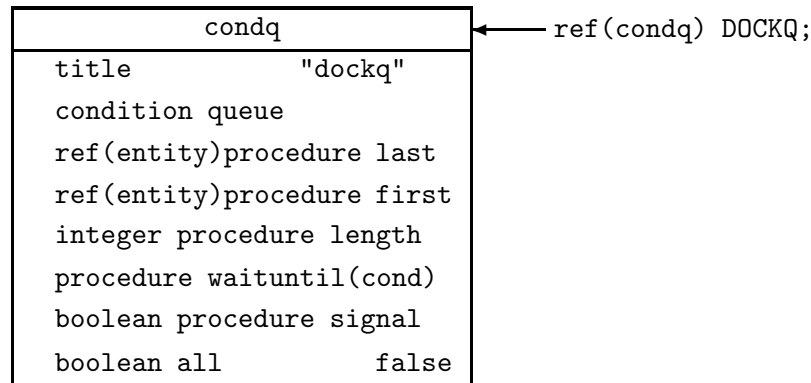 condq
ref(condq) DOCKQ;
title "dockq"
condition queue
ref(entity)procedure last
ref(entity)procedure first
integer procedure length
procedure waituntil(cond)
boolean procedure signal
boolean all false